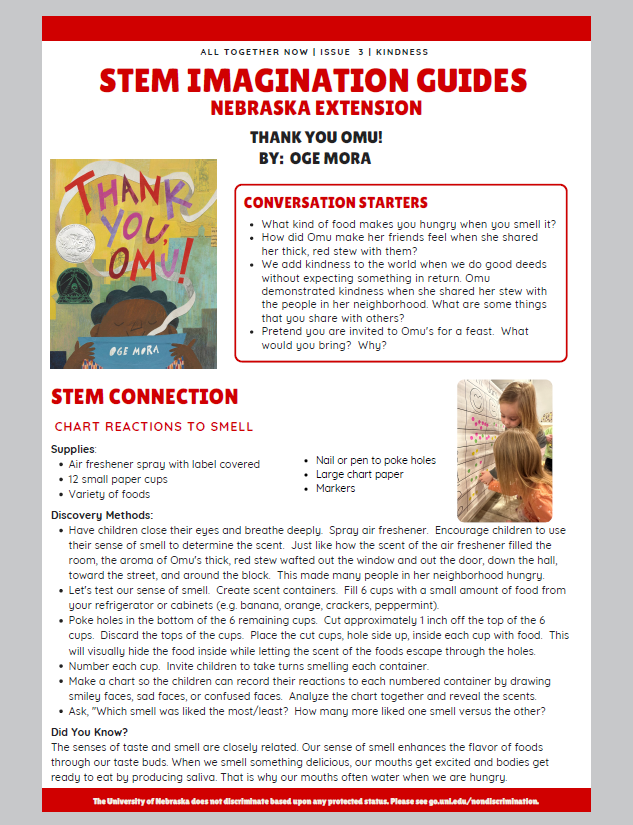 ALL TOGETHER NOW | ISSUE 3 | KINDNESS
STEM IMAGINATION GUIDES
NEBRASKA EXTENSION
THANK YOU OMU!
BY: OGE MORA
THANK
YOU,
OMU!
OGE MORA
CONVERSATION STARTERS
• What kind of food makes you hungry when you smell it?
• How did Omu make her friends feel when she shared
her thick, red stew with them?
• We add kindness to the world when we do good deeds
without expecting something in return. Omu
demonstrated kindness when she shared her stew with
the people in her neighborhood. What are some things
that you share with others?
• Pretend you are invited to Omu's for a feast. What
would you bring? Why?
STEM CONNECTION
CHART REACTIONS TO SMELL
Supplies:
• Air freshener spray with label covered
• 12 small paper cups
• Variety of foods
• Nail or pen to poke holes
• Large chart paper
• Markers
Discovery Methods:
• Have children close their eyes and breathe deeply. Spray air freshener. Encourage children to use
their sense of smell to determine the scent. Just like how the scent of the air freshener filled the
room, the aroma of Omu's thick, red stew wafted out the window and out the door, down the hall,
toward the street, and around the block. This made many people in her neighborhood hungry.
• Let's test our sense of smell. Create scent containers. Fill 6 cups with a small amount of food from
your refrigerator or cabinets (e.g. banana, orange, crackers, peppermint).
• Poke holes in the bottom of the 6 remaining cups. Cut approximately 1 inch off the top of the 6
cups. Discard the tops of the cups. Place the cut cups, hole side up, inside each cup with food. This
will visually hide the food inside while letting the scent of the foods escape through the holes.
• Number each cup. Invite children to take turns smelling each container.
• Make a chart so the children can record their reactions to each numbered container by drawing
smiley faces, sad faces, or confused faces. Analyze the chart together and reveal the scents.
• Ask, "Which smell was liked the most/least? How many more liked one smell versus the other?
Did You Know?
The senses of taste and smell are closely related. Our sense of smell enhances the flavor of foods
through our taste buds. When we smell something delicious, our mouths get excited and bodies get
ready to eat by producing saliva. That is why our mouths often water when we are hungry.
The University of Nebraska does not discriminate based upon any protected status. Please see go.unl.edu/nondiscrimination.